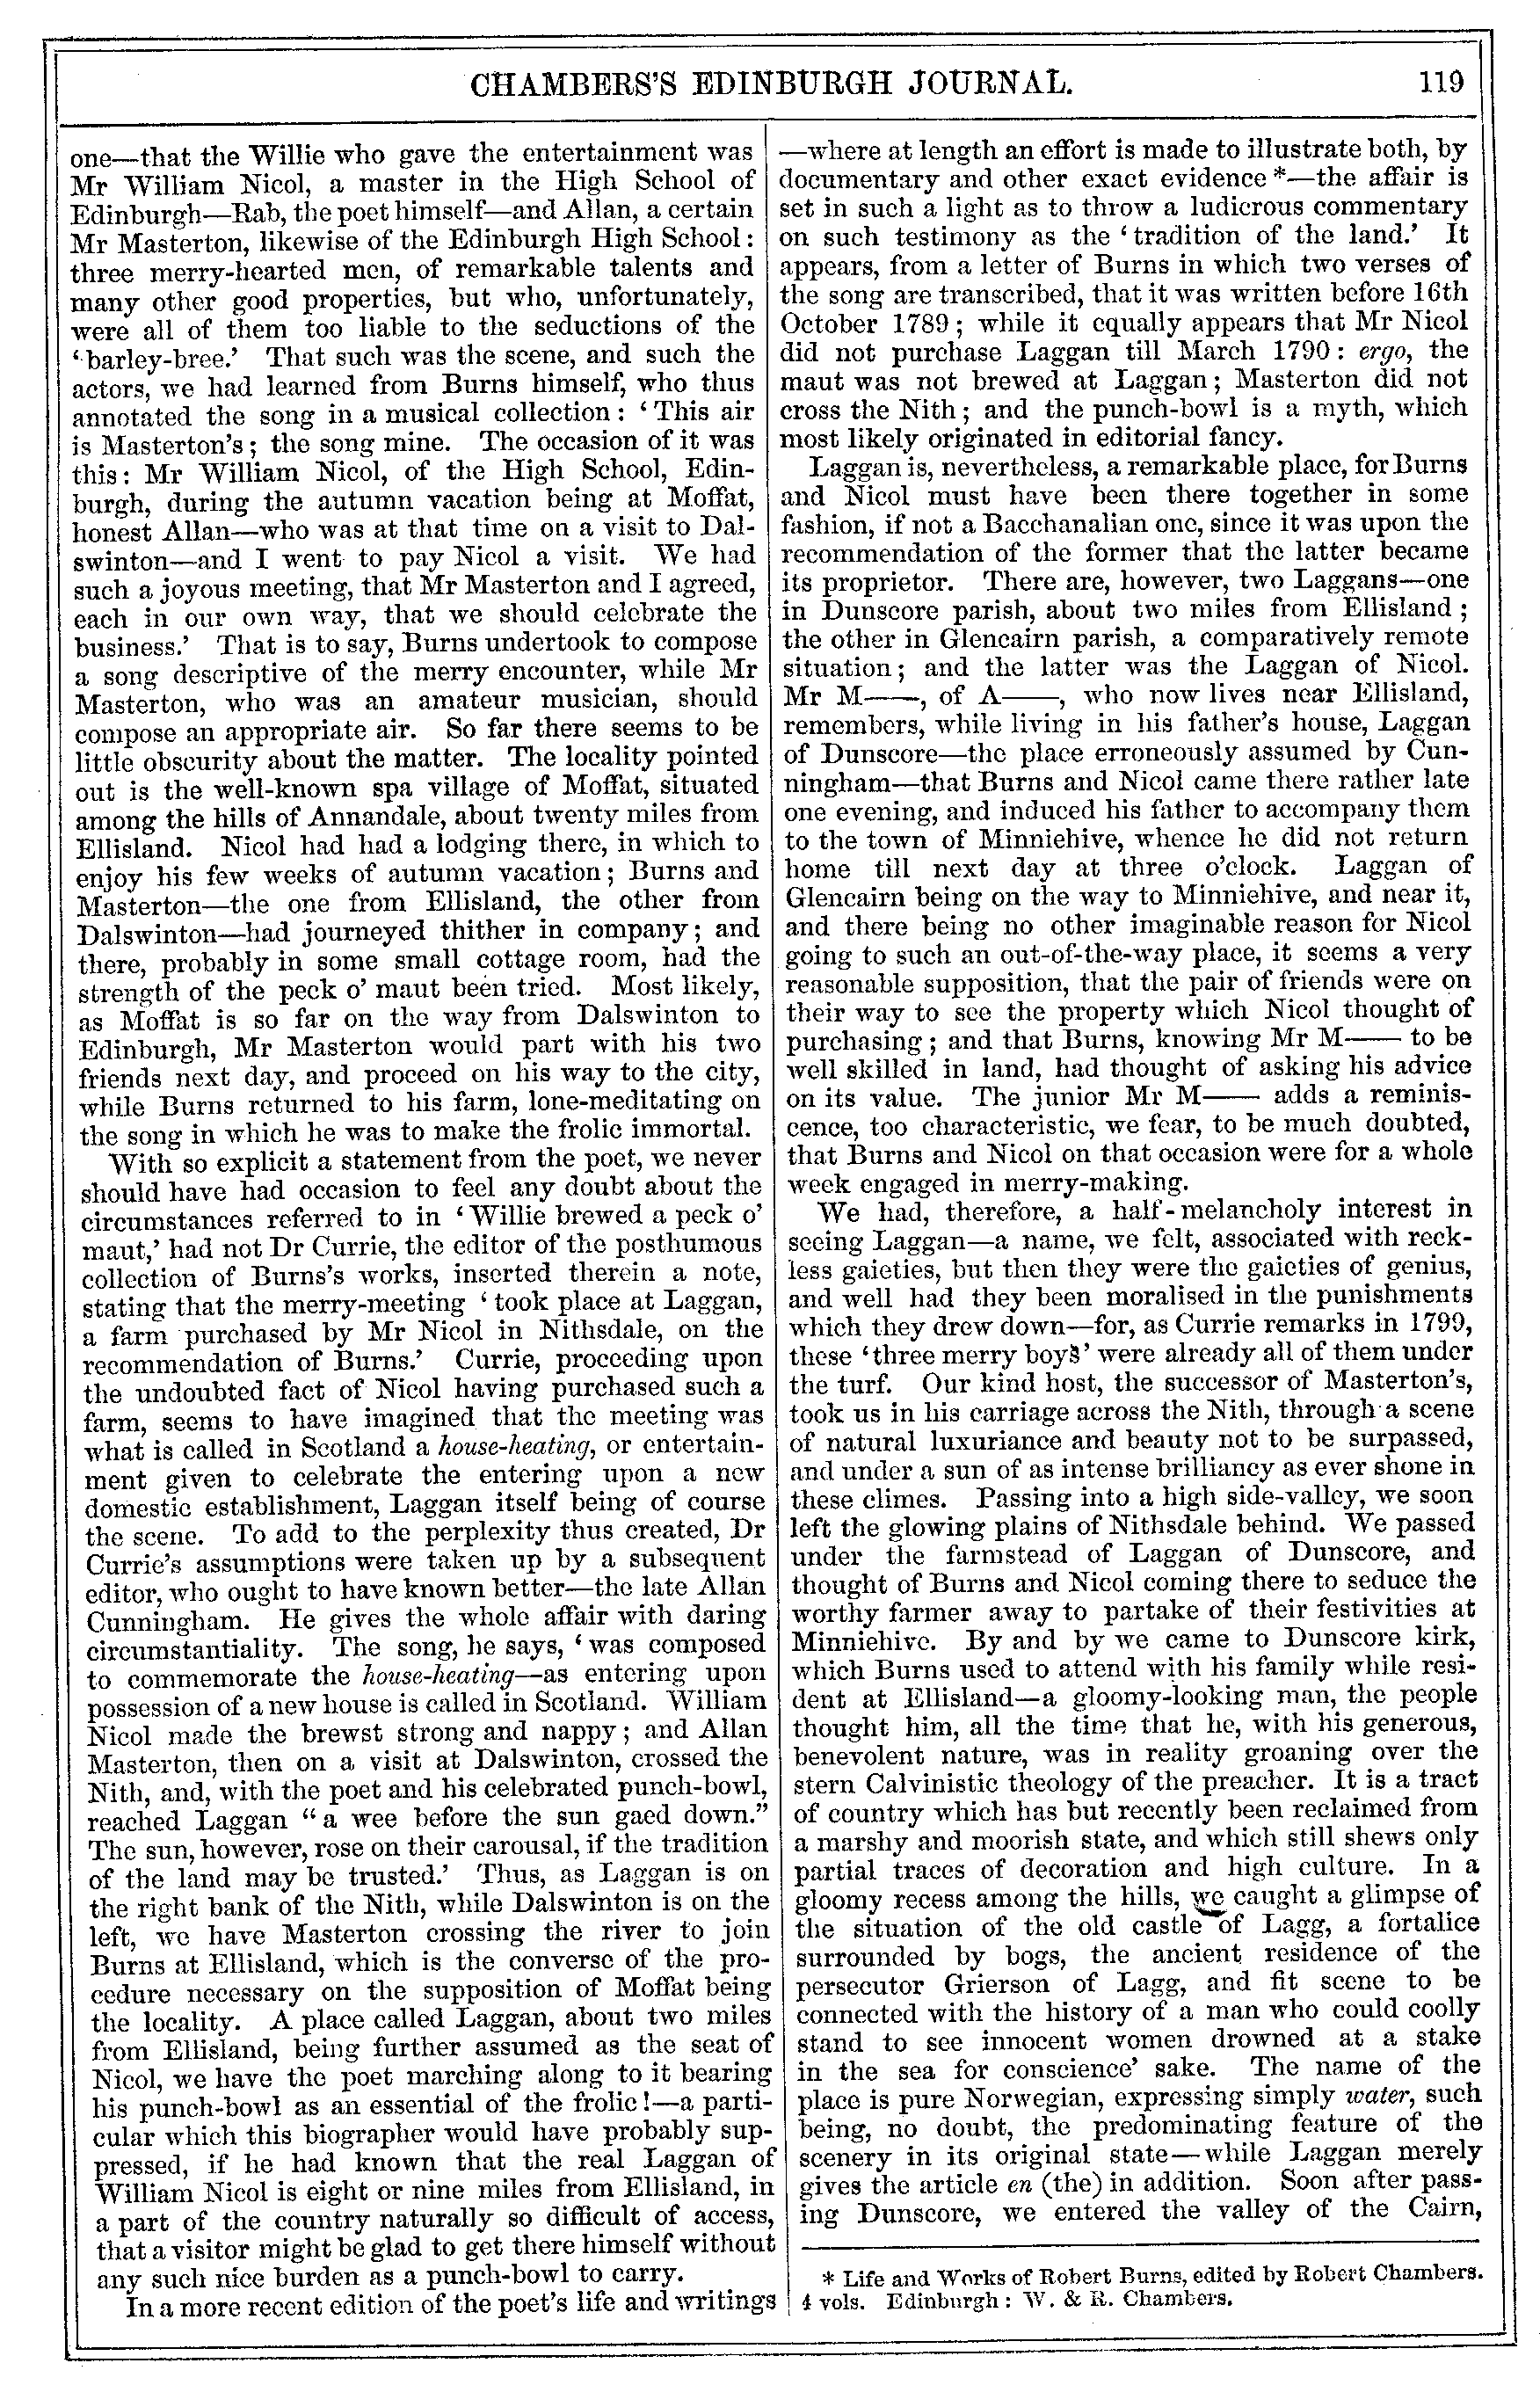 CHAMBERS'S EDINBURGH JOURNAL.
119
one—that the Willie who gave the entertainment was
Mr William Nicol, a master in the High School of
Edinburgh—Rab, the poet himself—and Allan, a certain
Mr Masterton, likewise of the Edinburgh High School:
three merry-hearted men, of remarkable talents and
many other good properties, but who, unfortunately,
were all of them too liable to the seductions of the
'barley-bree.' That such was the scene, and such the
actors, we had learned from Burns himself, who thus
annotated the song in a musical collection: 'This air
is Masterton's; the song mine. The occasion of it was
this: Mr William Nicol, of the High School, Edin-
burgh, during the autumn vacation being at Moffat,
honest Allan—who was at that time on a visit to Dal-
swinton—and I went to pay Nicol a visit. We had
such a joyous meeting, that Mr Masterton and I agreed,
each in our own way, that we should celebrate the
business.' That is to say, Burns undertook to compose
a song descriptive of the merry encounter, while Mr
Masterton, who was an amateur musician, should
compose an appropriate air. So far there seems to be
little obscurity about the matter. The locality pointed
out is the well-known spa village of Moffat, situated
among the hills of Annandale, about twenty miles from
Ellisland. Nicol had had a lodging there, in which to
enjoy his few weeks of autumn vacation; Burns and
Masterton—the one from Ellisland, the other from
Dalswinton—had journeyed thither in company; and
there, probably in some small cottage room, had the
strength of the peck o' maut been tried. Most likely,
as Moffat is so far on the way from Dalswinton to
Edinburgh, Mr Masterton would part with his two
friends next day, and proceed on his way to the city,
while Burns returned to his farm, lone-meditating on
the song in which he was to make the frolic immortal.
With so explicit a statement from the poet, we never
should have had occasion to feel any doubt about the
circumstances referred to in 'Willie brewed a peck o'
maut,' had not Dr Currie, the editor of the posthumous
collection of Burns's works, inserted therein a note,
stating that the merry-meeting 'took place at Laggan,
a farm purchased by Mr Nicol in Nithsdale, on the
recommendation of Burns.' Currie, proceeding upon
the undoubted fact of Nicol having purchased such a
farm, seems to have imagined that the meeting was
what is called in Scotland a house-heating, or entertain-
ment given to celebrate the entering upon a new
domestic establishment, Laggan itself being of course
the scene. To add to the perplexity thus created, Dr
Currie's assumptions were taken up by a subsequent
editor, who ought to have known better—the late Allan
Cunningham. He gives the whole affair with daring
circumstantiality. The song, he says, 'was composed
to commemorate the house-heating—as entering upon
possession of a new house is called in Scotland. William
Nicol made the brewst strong and nappy; and Allan
Masterton, then on a visit at Dalswinton, crossed the
Nith, and, with the poet and his celebrated punch-bowl,
reached Laggan "a wee before the sun gaed down."
The sun, however, rose on their carousal, if the tradition
of the land may be trusted.' Thus, as Laggan is on
the right bank of the Nith, while Dalswinton is on the
left, we have Masterton crossing the river to join
Burns at Ellisland, which is the converse of the pro-
cedure necessary on the supposition of Moffat being
the locality. A place called Laggan, about two miles
from Ellisland, being further assumed as the seat of
Nicol, we have the poet marching along to it bearing
his punch-bowl as an essential of the frolic!—a parti-
cular which this biographer would have probably sup-
pressed, if he had known that the real Laggan of
William Nicol is eight or nine miles from Ellisland, in
a part of the country naturally so difficult of access,
that a visitor might be glad to get there himself without
any such nice burden as a punch-bowl to carry.
In a more recent edition of the poet's life and writings
—where at length an effort is made to illustrate both, by
documentary and other exact evidence*—the affair is
set in such a light as to throw a ludicrous commentary
on such testimony as the 'tradition of the land.' It
appears, from a letter of Burns in which two verses of
the song are transcribed, that it was written before 16th
October 1789; while it equally appears that Mr Nicol
did not purchase Laggan till March 1790: ergo, the
maut was not brewed at Laggan; Masterton did not
cross the Nith; and the punch-bowl is a myth, which
most likely originated in editorial fancy.
Laggan is, nevertheless, a remarkable place, for Burns
and Nicol must have been there together in some
fashion, if not a Bacchanalian one, since it was upon the
recommendation of the former that the latter became
its proprietor. There are, however, two Laggans—one
in Dunscore parish, about two miles from Ellisland;
the other in Glencairn parish, a comparatively remote
situation; and the latter was the Laggan of Nicol.
Mr M——, of A——, who now lives near Ellisland,
remembers, while living in his father's house, Laggan
of Dunscore—the place erroneously assumed by Cun-
ningham—that Burns and Nicol came there rather late
one evening, and induced his father to accompany them
to the town of Minniehive, whence he did not return
home till next day at three o'clock. Laggan of
Glencairn being on the way to Minniehive, and near it,
and there being no other imaginable reason for Nicol
going to such an out-of-the-way place, it seems a very
reasonable supposition, that the pair of friends were on
their way to see the property which Nicol thought of
purchasing; and that Burns, knowing Mr M—— to be
well skilled in land, had thought of asking his advice
on its value. The junior Mr M—— adds a reminis-
cence, too characteristic, we fear, to be much doubted,
that Burns and Nicol on that occasion were for a whole
week engaged in merry-making.
We had, therefore, a half-melancholy interest in
seeing Laggan—a name, we felt, associated with reck-
less gaieties, but then they were the gaieties of genius,
and well had they been moralised in the punishments
which they drew down—for, as Currie remarks in 1799,
these 'three merry boys' were already all of them under
the turf. Our kind host, the successor of Masterton's,
took us in his carriage across the Nith, through a scene
of natural luxuriance and beauty not to be surpassed,
and under a sun of as intense brilliancy as ever shone in
these climes. Passing into a high side-valley, we soon
left the glowing plains of Nithsdale behind. We passed
under the farmstead of Laggan of Dunscore, and
thought of Burns and Nicol coming there to seduce the
worthy farmer away to partake of their festivities at
Minniehive. By and by we came to Dunscore kirk,
which Burns used to attend with his family while resi-
dent at Ellisland—a gloomy-looking man, the people
thought him, all the time that he, with his generous,
benevolent nature, was in reality groaning over the
stern Calvinistic theology of the preacher. It is a tract
of country which has but recently been reclaimed from
a marshy and moorish state, and which still shews only
partial traces of decoration and high culture. In a
gloomy recess among the hills, we caught a glimpse of
the situation of the old castle of Lagg, a fortalice
surrounded by bogs, the ancient residence of the
persecutor Grierson of Lagg, and fit scene to be
connected with the history of a man who could coolly
stand to see innocent women drowned at a stake
in the sea for conscience' sake. The name of the
place is pure Norwegian, expressing simply water, such
being, no doubt, the predominating feature of the
scenery in its original state—while Laggan merely
gives the article en (the) in addition. Soon after pass-
ing Dunscore, we entered the valley of the Cairn,
* Life and Works of Robert Burns, edited by Robert Chambers.
4 vols. Edinburgh: W. & R. Chambers.